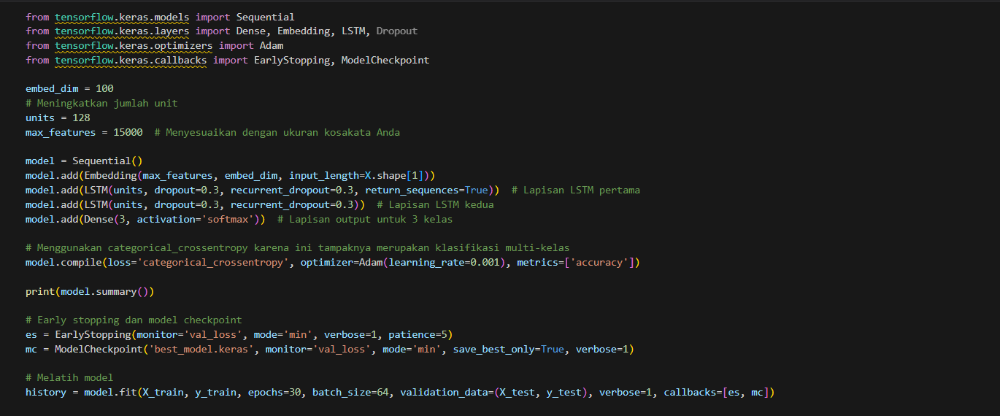 from tensorflow.keras.models import Sequential
from tensorflow.keras.layers import Dense, Embedding, LSTM, Dropout
from tensorflow.keras.optimizers import Adam
from tensorflow.keras.callbacks import EarlyStopping, ModelCheckpoint
embed_dim = 100
# Meningkatkan jumlah unit
units = 128
max_features = 15000  # Menyesuaikan dengan ukuran kosakata Anda
model = Sequential()
model.add(Embedding(max_features, embed_dim, input_length=X.shape[1]))
model.add(LSTM(units, dropout=0.3, recurrent_dropout=0.3, return_sequences=True))  # Lapisan LSTM pertama
model.add(LSTM(units, dropout=0.3, recurrent_dropout=0.3))  # Lapisan LSTM kedua
model.add(Dense(3, activation='softmax'))  # Lapisan output untuk 3 kelas
# Menggunakan categorical_crossentropy karena ini tampaknya merupakan klasifikasi multi-kelas
model.compile(loss='categorical_crossentropy', optimizer=Adam(learning_rate=0.001), metrics=['accuracy'])
print(model.summary())
# Early stopping dan model checkpoint
es = EarlyStopping(monitor='val_loss', mode='min', verbose=1, patience=5)
mc = ModelCheckpoint('best_model.keras', monitor='val_loss', mode='min', save_best_only=True, verbose=1)
# Melatih model
history = model.fit(X_train, y_train, epochs=30, batch_size=64, validation_data=(X_test, y_test), verbose=1, callbacks=[es, mc])